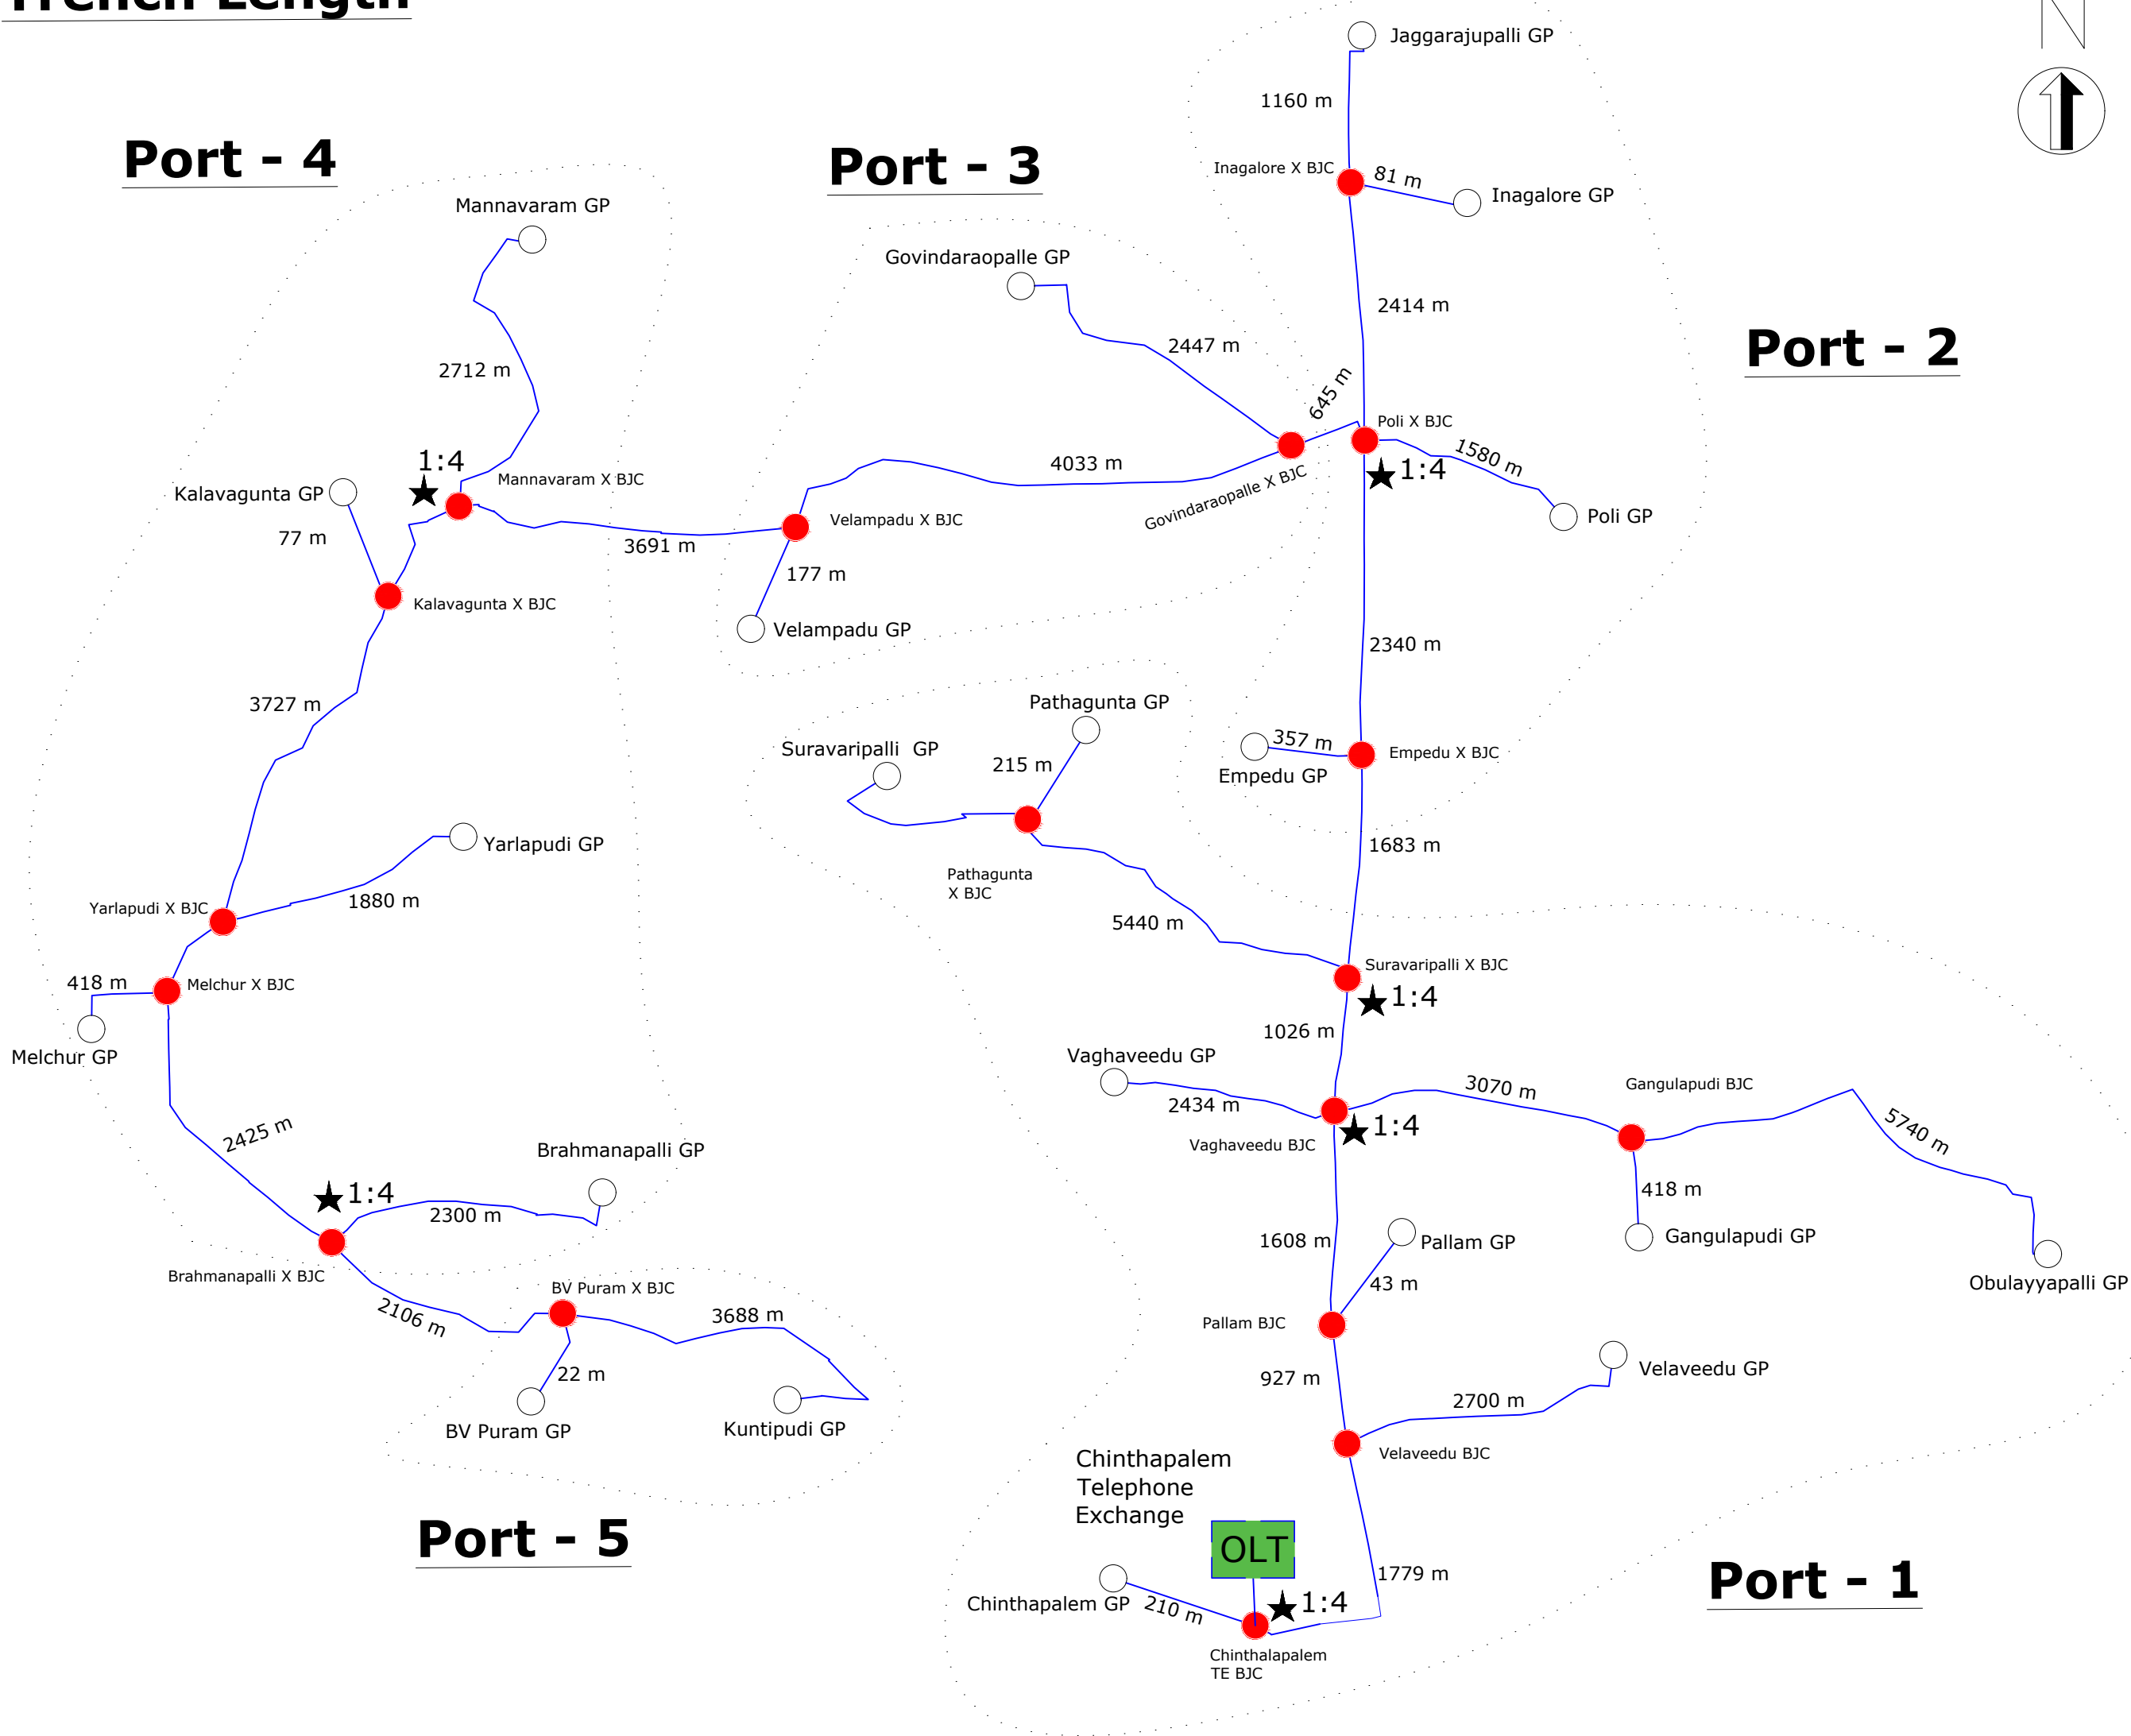 Trench Length
N
Jaggarajupalli GP
1160 m
Port - 4
Port - 3
Inagalore X BJC
81 m
Inagalore GP
Mannavaram GP
Govindaraopalle GP
2414 m
2447 m
Port - 2
2712 m
645 m
Poli X BJC
1580 m
1:4
Mannavaram X BJC
4033 m
1:4
Kalavagunta GP
Govindaraopalle X BJC
Velampadu X BJC
Poli GP
77 m
3691 m
177 m
Kalavagunta X BJC
Velampadu GP
2340 m
3727 m
Pathagunta GP
Suravaripalli GP
215 m
357 m
Empedu X BJC
Empedu GP
Yarlapudi GP
1683 m
Pathagunta
X BJC
1880 m
Yarlapudi X BJC
5440 m
Suravaripalli X BJC
418 m
Melchur X BJC
1:4
1026 m
Melchur GP
Vaghaveedu GP
3070 m
Gangulapudi BJC
2434 m
5740 m
2425 m
1:4
Vaghaveedu BJC
Brahmanapalli GP
1:4
418 m
2300 m
1608 m
Pallam GP
Gangulapudi GP
Brahmanapalli X BJC
43 m
Obulayyapalli GP
BV Puram X BJC
2106 m
3688 m
Pallam BJC
22 m
927 m
Velaveedu GP
2700 m
BV Puram GP
Kuntipudi GP
Velaveedu BJC
Chinthapalem
Telephone
Exchange
Port - 5
OLT
1779 m
Port - 1
Chinthapalem GP
210 m
1:4
Chinthalapalem
TE BJC